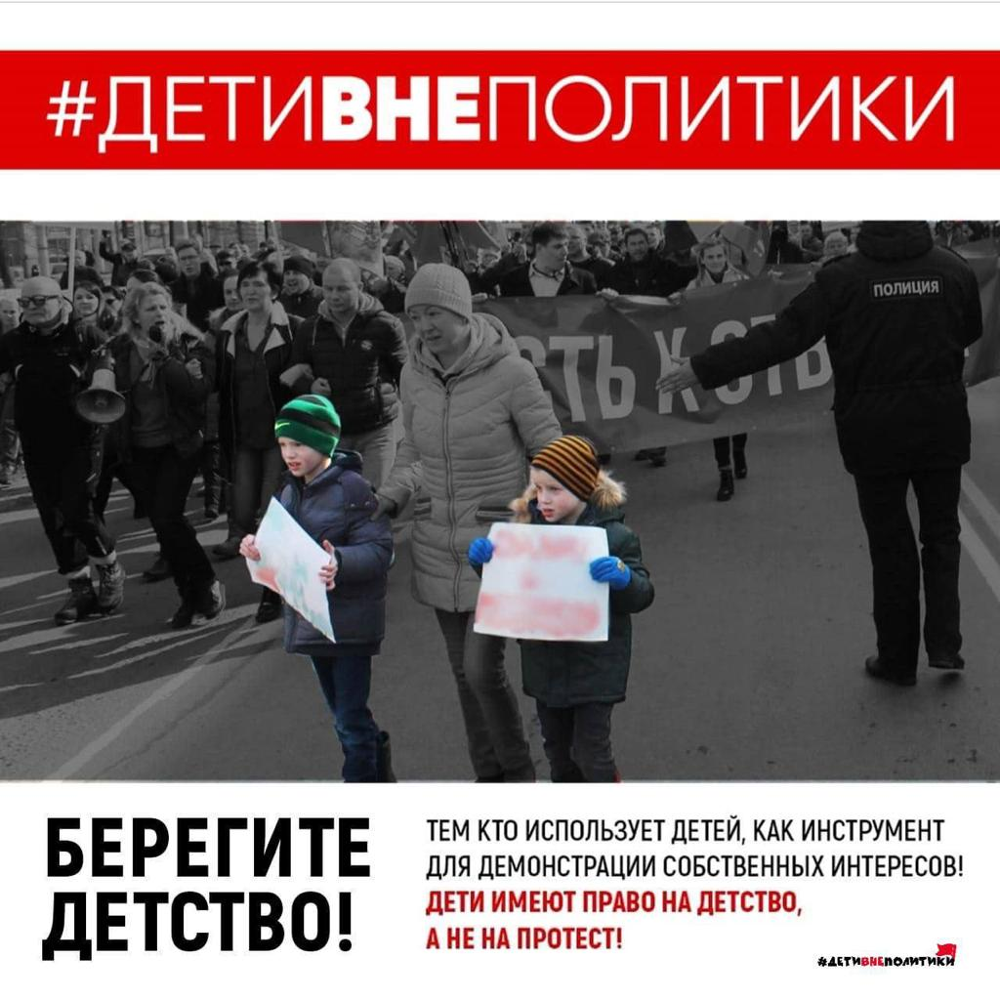 #ДЕТИВНЕПОЛИТИКИ
ПОЛИЦИЯ
СТЬ К СТВ
БЕРЕГИТЕ
ДЕТСТВО!
ТЕМ КТО ИСПОЛЬЗУЕТ ДЕТЕЙ, КАК ИНСТРУМЕНТ
ДЛЯ ДЕМОНСТРАЦИИ СОБСТВЕННЫХ ИНТЕРЕСОВ!
ДЕТИ ИМЕЮТ ПРАВО НА ДЕТСТВО,
А НЕ НА ПРОТЕСТ!
#ДЕТИВНЕПОЛИТИКИ